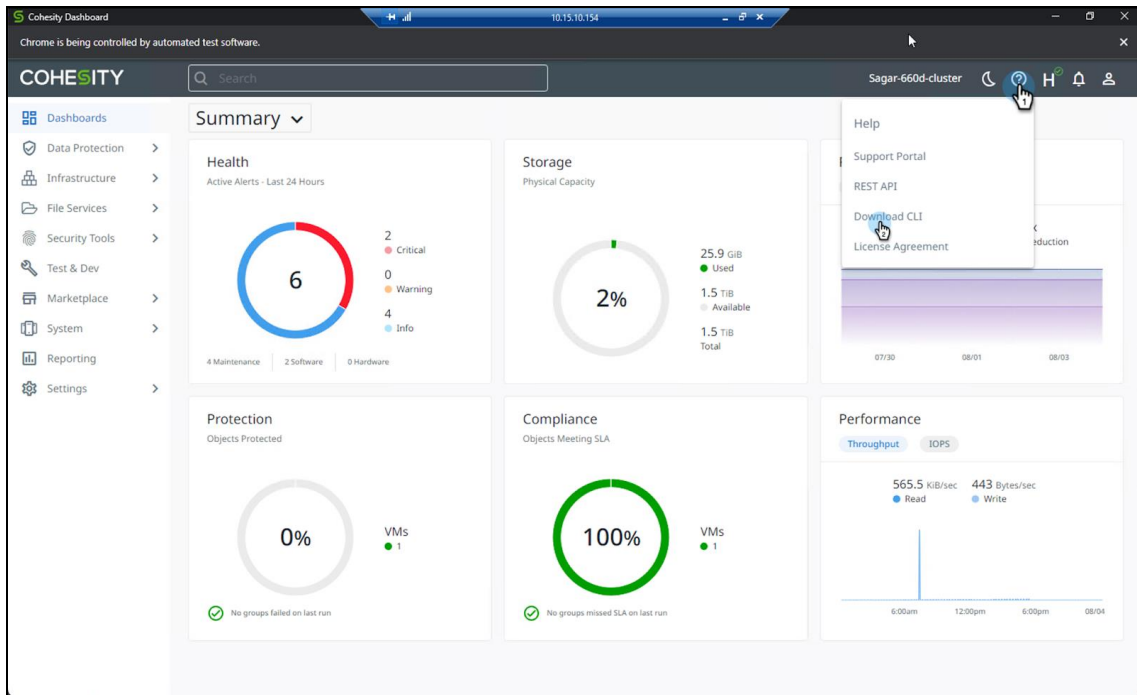 Cohesity Dashboard
10.15.10.154
Chrome is being controlled by automated test software.
COHESITY
Search
Sagar-660d-cluster
H
1
Dashboards
Data Protection
Infrastructure
File Services
Security Tools
Test & Dev
Marketplace
System
Reporting
Settings
Summary
Help
Support Portal
REST API
Download CLI
2
License Agreement
Health
Active Alerts - Last 24 Hours
6
2
Critical
0
Warning
4
Info
4 Maintenance
2 Software
0 Hardware
Storage
Physical Capacity
2%
25.9 GiB
Used
1.5 TiB
Available
1.5 TiB
Total
07/30
08/01
08/03
Protection
Objects Protected
0%
VMs
1
No groups failed on last run
Compliance
Objects Meeting SLA
100%
VMs
1
No groups missed SLA on last run
Performance
Throughput
IOPS
565.5 KiB/sec
Read
443 Bytes/sec
Write
6:00am
12:00pm
6:00pm
08/04